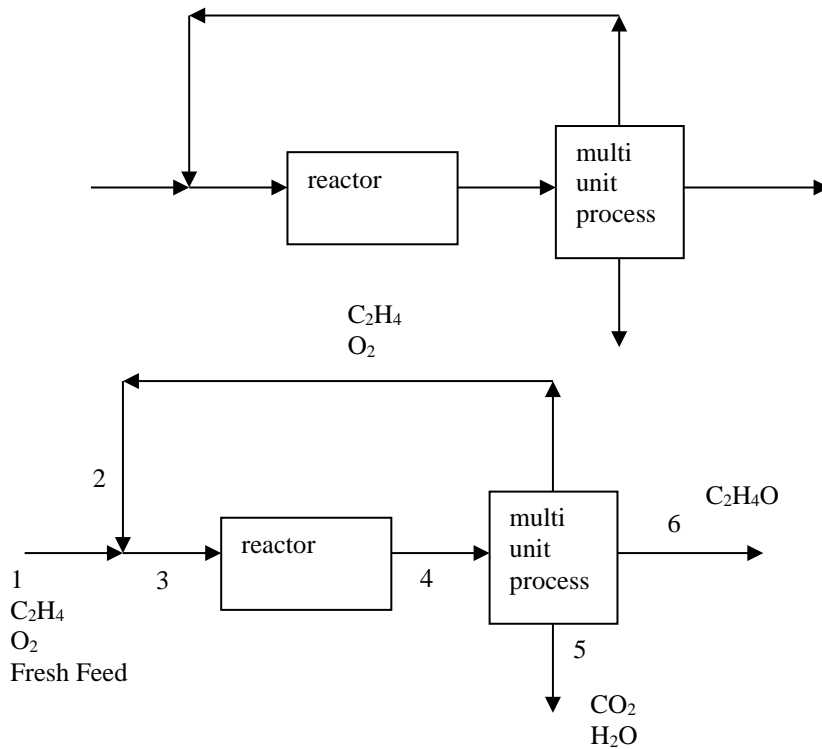 reactor
multi
unit
process
C₂H₄
O₂
2
reactor
multi
unit
process
6
C₂H₄O
1
3
4
C₂H₄
O₂
Fresh Feed
5
CO₂
H₂O